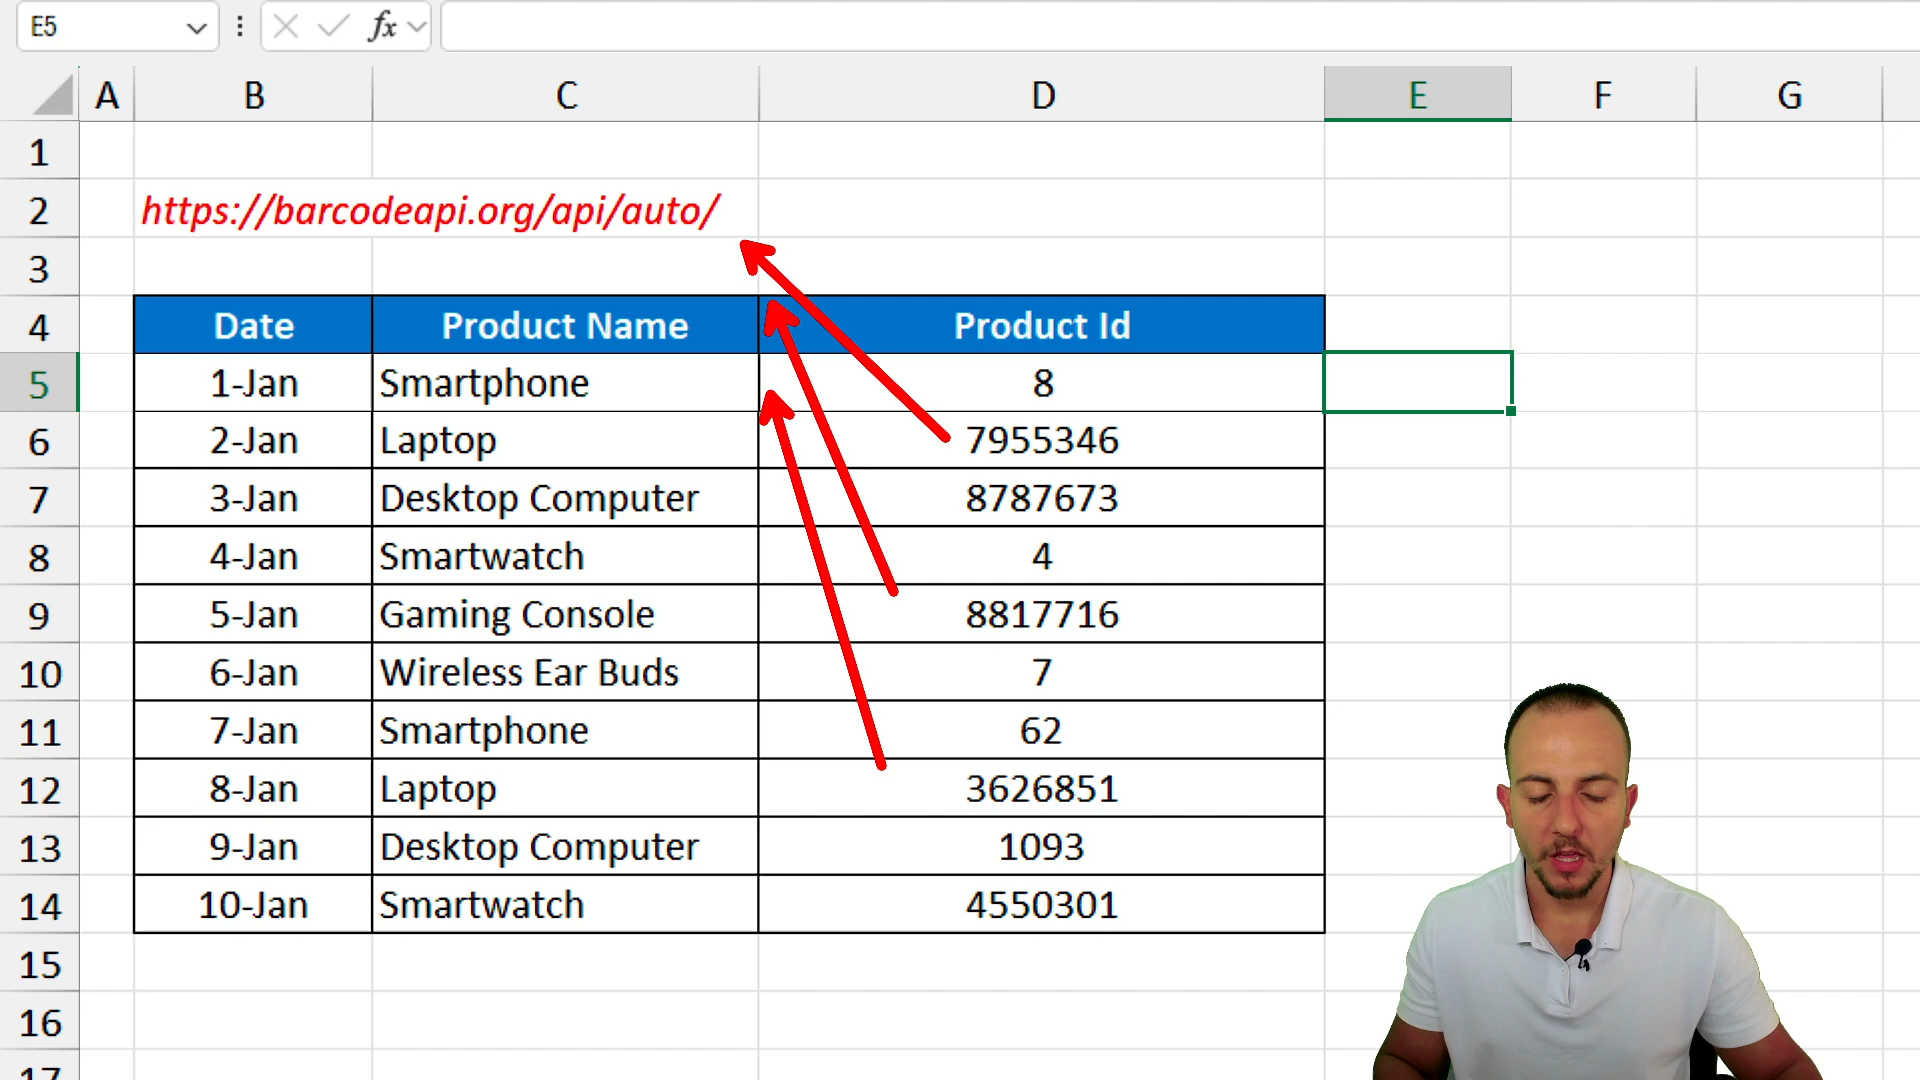 E5 fx
A B C D E F G
1
2 https://barcodeapi.org/api/auto/
3
4 Date Product Name Product Id
5 1-Jan Smartphone 8
6 2-Jan Laptop 7955346
7 3-Jan Desktop Computer 8787673
8 4-Jan Smartwatch 4
9 5-Jan Gaming Console 8817716
10 6-Jan Wireless Ear Buds 7
11 7-Jan Smartphone 62
12 8-Jan Laptop 3626851
13 9-Jan Desktop Computer 1093
14 10-Jan Smartwatch 4550301
15
16
17